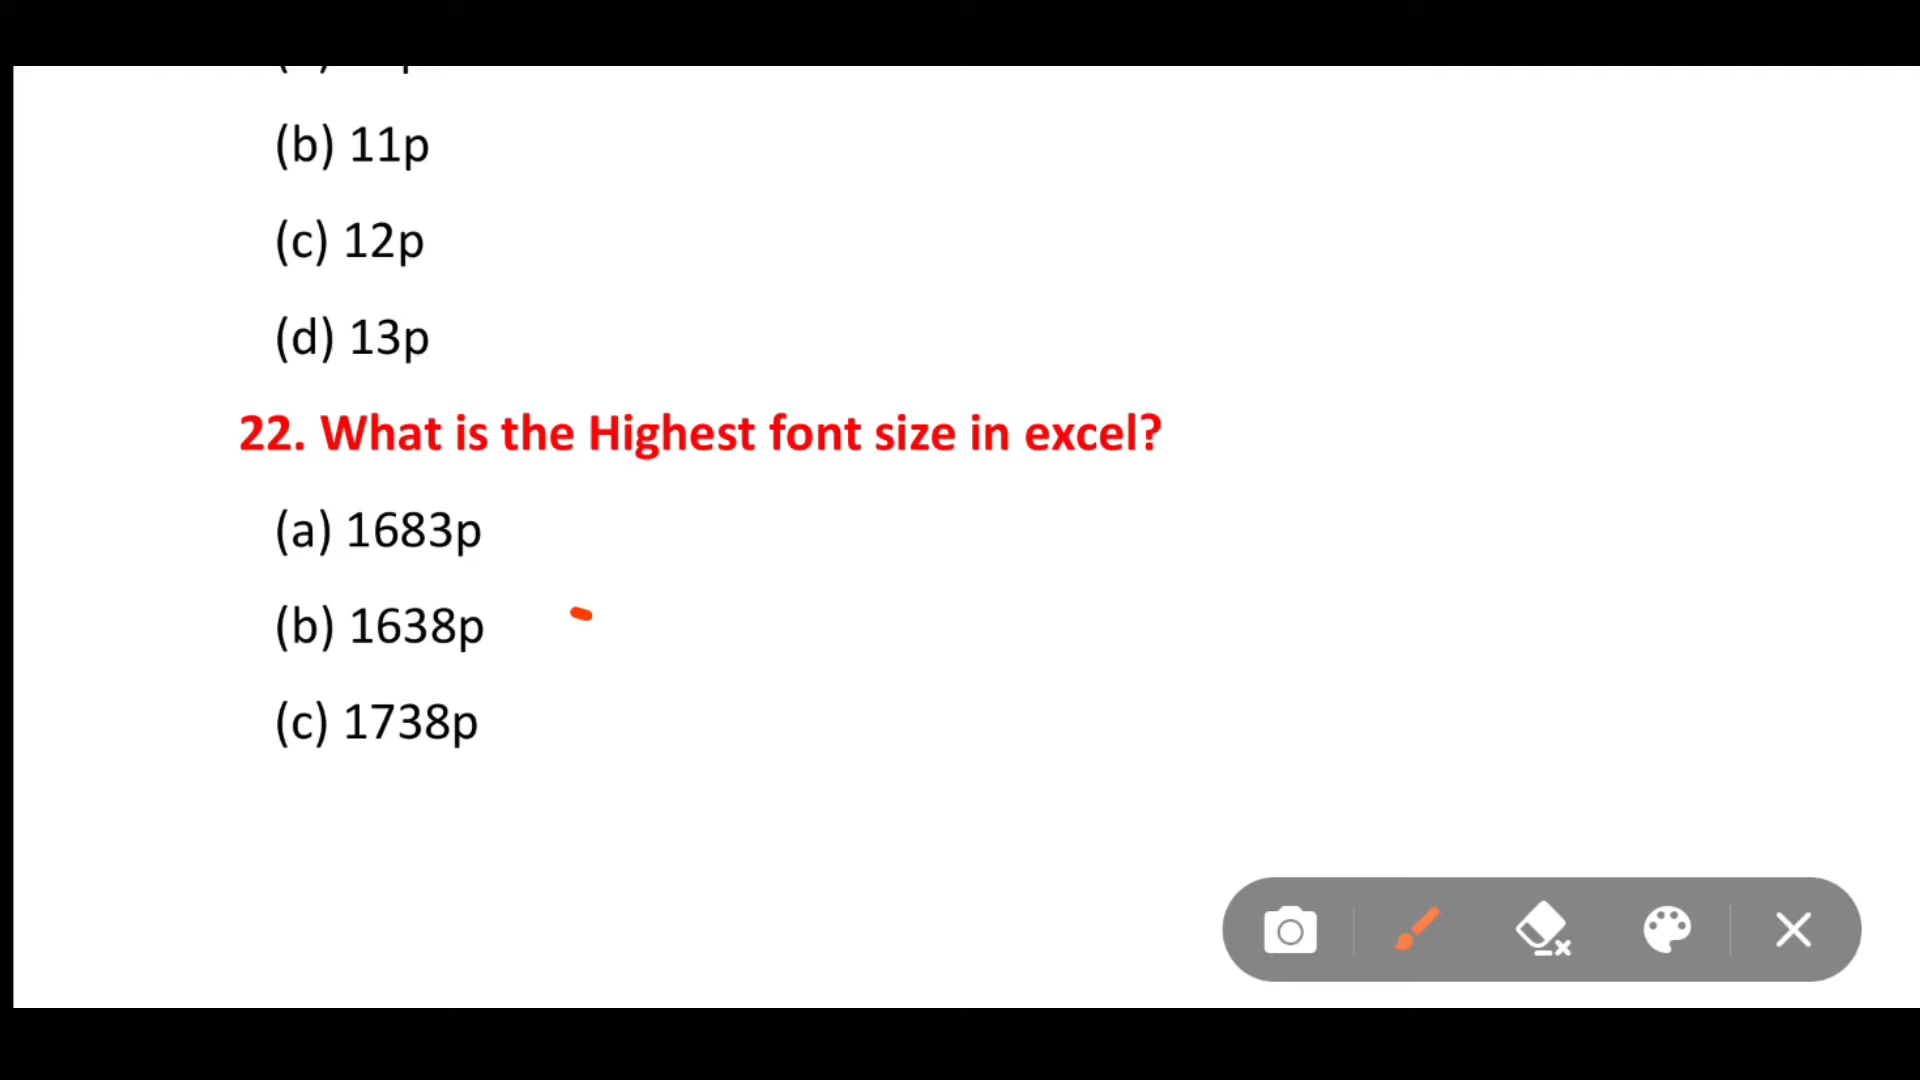 (b) 11p
(c) 12p
(d) 13p
22. What is the Highest font size in excel?
(a) 1683p
(b) 1638p
(c) 1738p